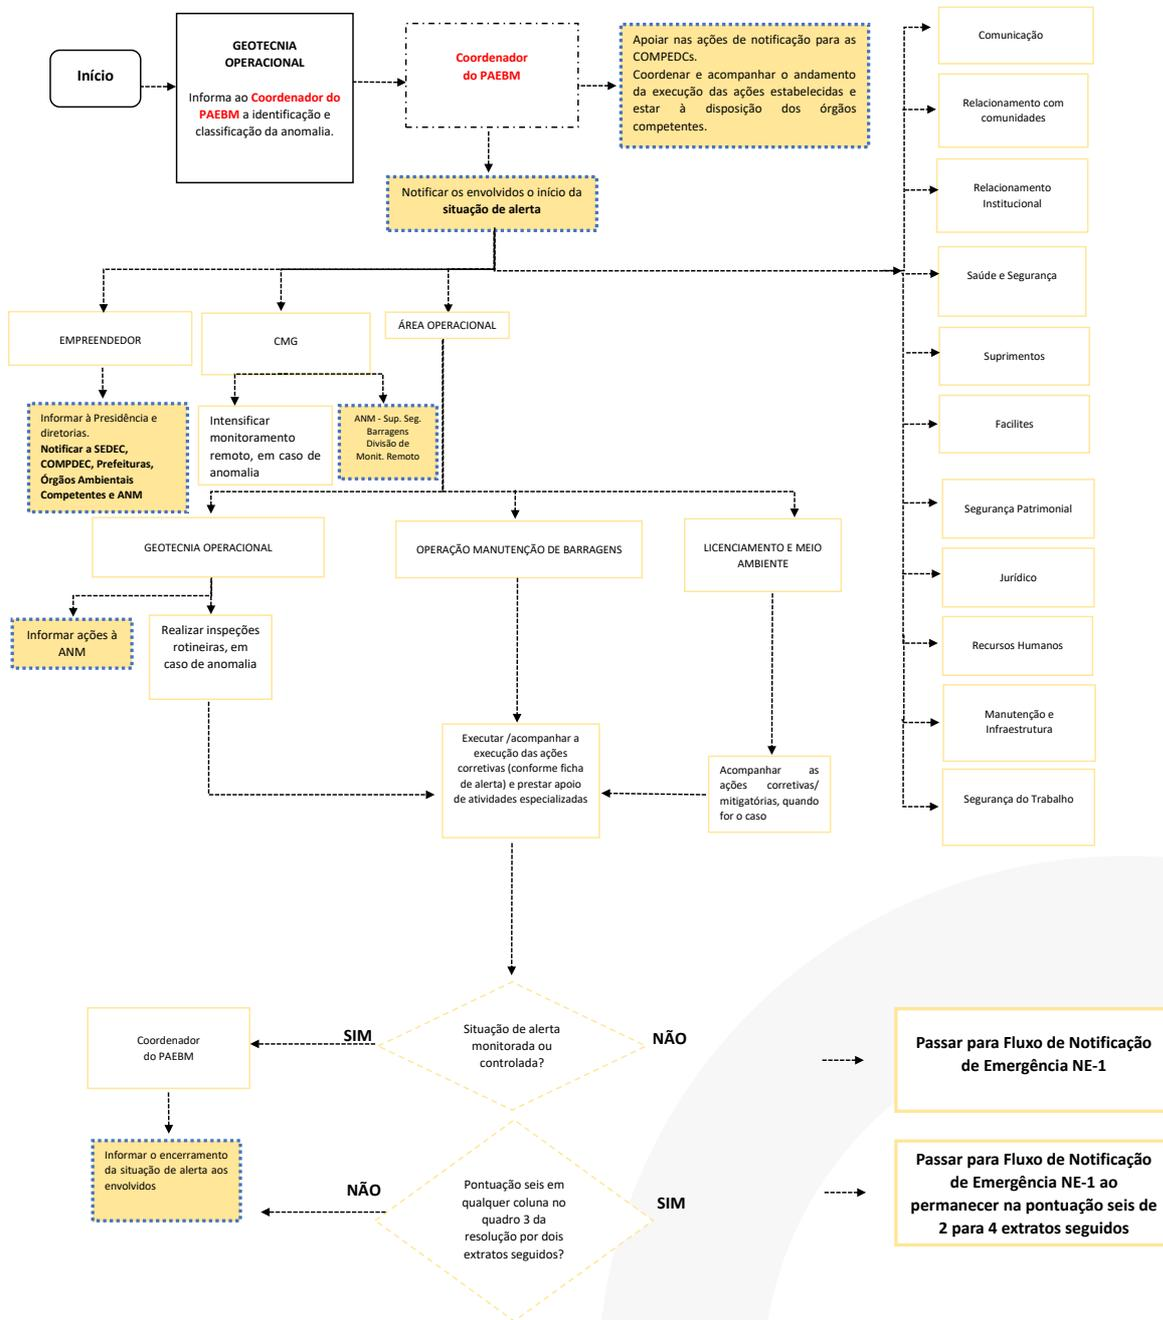 Início
GEOTECNIA
OPERACIONAL
Informa ao Coordenador do
PAEBM a identificação e
classificação da anomalia.
Coordenador
do PAEBM
Apoiar nas ações de notificação para as
COMPEDCs.
Coordenar e acompanhar o andamento
da execução das ações estabelecidas e
estar à disposição dos órgãos
competentes.
Notificar os envolvidos o início da
situação de alerta
Comunicação
Relacionamento com
comunidades
Relacionamento
Institucional
Saúde e Segurança
Suprimentos
Facilites
Segurança Patrimonial
Jurídico
Recursos Humanos
Manutenção e
Infraestrutura
Segurança do Trabalho
EMPREENDEDOR
CMG
ÁREA OPERACIONAL
Informar à Presidência e
diretorias.
Notificar a SEDEC,
COMPDEC, Prefeituras,
Órgãos Ambientais
Competentes e ANM
Intensificar
monitoramento
remoto, em caso de
anomalia
ANM - Sup. Seg.
Barragens
Divisão de
Monit. Remoto
GEOTECNIA OPERACIONAL
OPERAÇÃO MANUTENÇÃO DE BARRAGENS
LICENCIAMENTO E MEIO
AMBIENTE
Informar ações à
ANM
Realizar inspeções
rotineiras, em
caso de anomalia
Executar /acompanhar a
execução das ações
corretivas (conforme ficha
de alerta) e prestar apoio
de atividades especializadas
Acompanhar as
ações corretivas/
mitigatórias, quando
for o caso
Situação de alerta
monitorada ou
controlada?
SIM
NÃO
Coordenador
do PAEBM
Passar para Fluxo de Notificação
de Emergência NE-1
Informar o encerramento
da situação de alerta aos
envolvidos
NÃO
Pontuação seis em
qualquer coluna no
quadro 3 da
resolução por dois
extratos seguidos?
SIM
Passar para Fluxo de Notificação
de Emergência NE-1 ao
permanecer na pontuação seis de
2 para 4 extratos seguidos